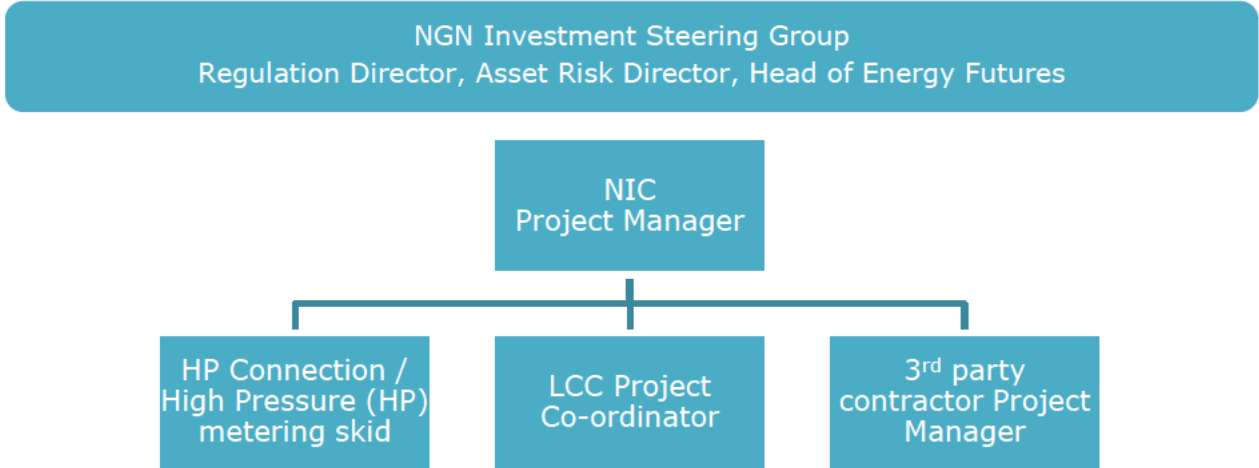 NGN Investment Steering Group
Regulation Director, Asset Risk Director, Head of Energy Futures
NIC
Project Manager
HP Connection /
High Pressure (HP)
metering skid
LCC Project
Co-ordinator
3rd party
contractor Project
Manager